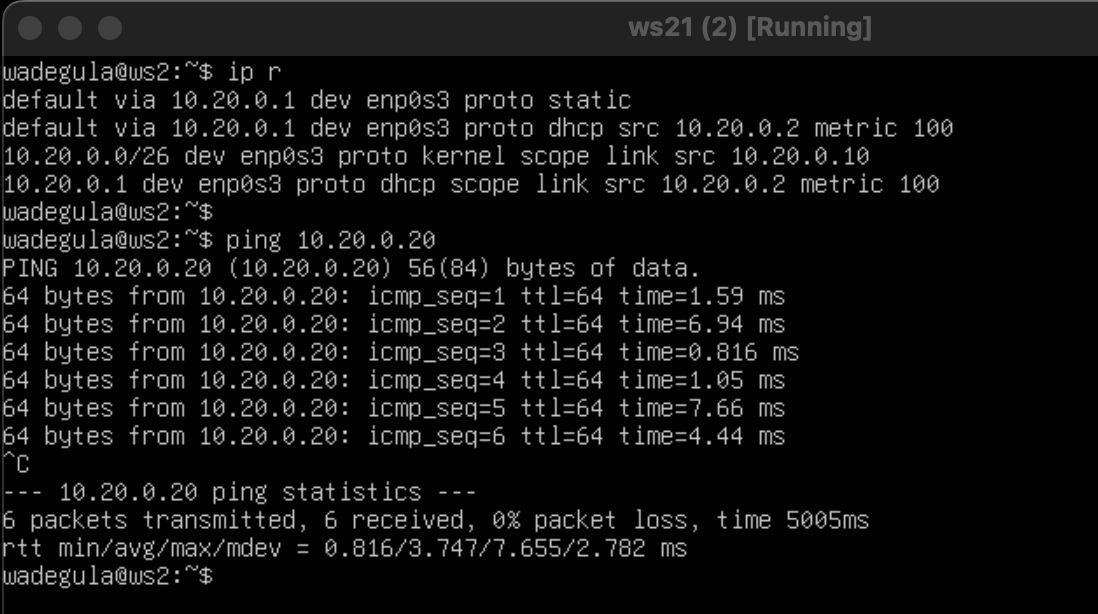 ws21 (2) [Running]
wadegula@ws2:~$ ip r
default via 10.20.0.1 dev enp0s3 proto static
default via 10.20.0.1 dev enp0s3 proto dhcp src 10.20.0.2 metric 100
10.20.0.0/26 dev enp0s3 proto kernel scope link src 10.20.0.10
10.20.0.1 dev enp0s3 proto dhcp scope link src 10.20.0.2 metric 100
wadegula@ws2:~$
wadegula@ws2:~$ ping 10.20.0.20
PING 10.20.0.20 (10.20.0.20) 56(84) bytes of data.
64 bytes from 10.20.0.20: icmp_seq=1 ttl=64 time=1.59 ms
64 bytes from 10.20.0.20: icmp_seq=2 ttl=64 time=6.94 ms
64 bytes from 10.20.0.20: icmp_seq=3 ttl=64 time=0.816 ms
64 bytes from 10.20.0.20: icmp_seq=4 ttl=64 time=1.05 ms
64 bytes from 10.20.0.20: icmp_seq=5 ttl=64 time=7.66 ms
64 bytes from 10.20.0.20: icmp_seq=6 ttl=64 time=4.44 ms
^C
--- 10.20.0.20 ping statistics ---
6 packets transmitted, 6 received, 0% packet loss, time 5005ms
rtt min/avg/max/mdev = 0.816/3.747/7.655/2.782 ms
wadegula@ws2:~$